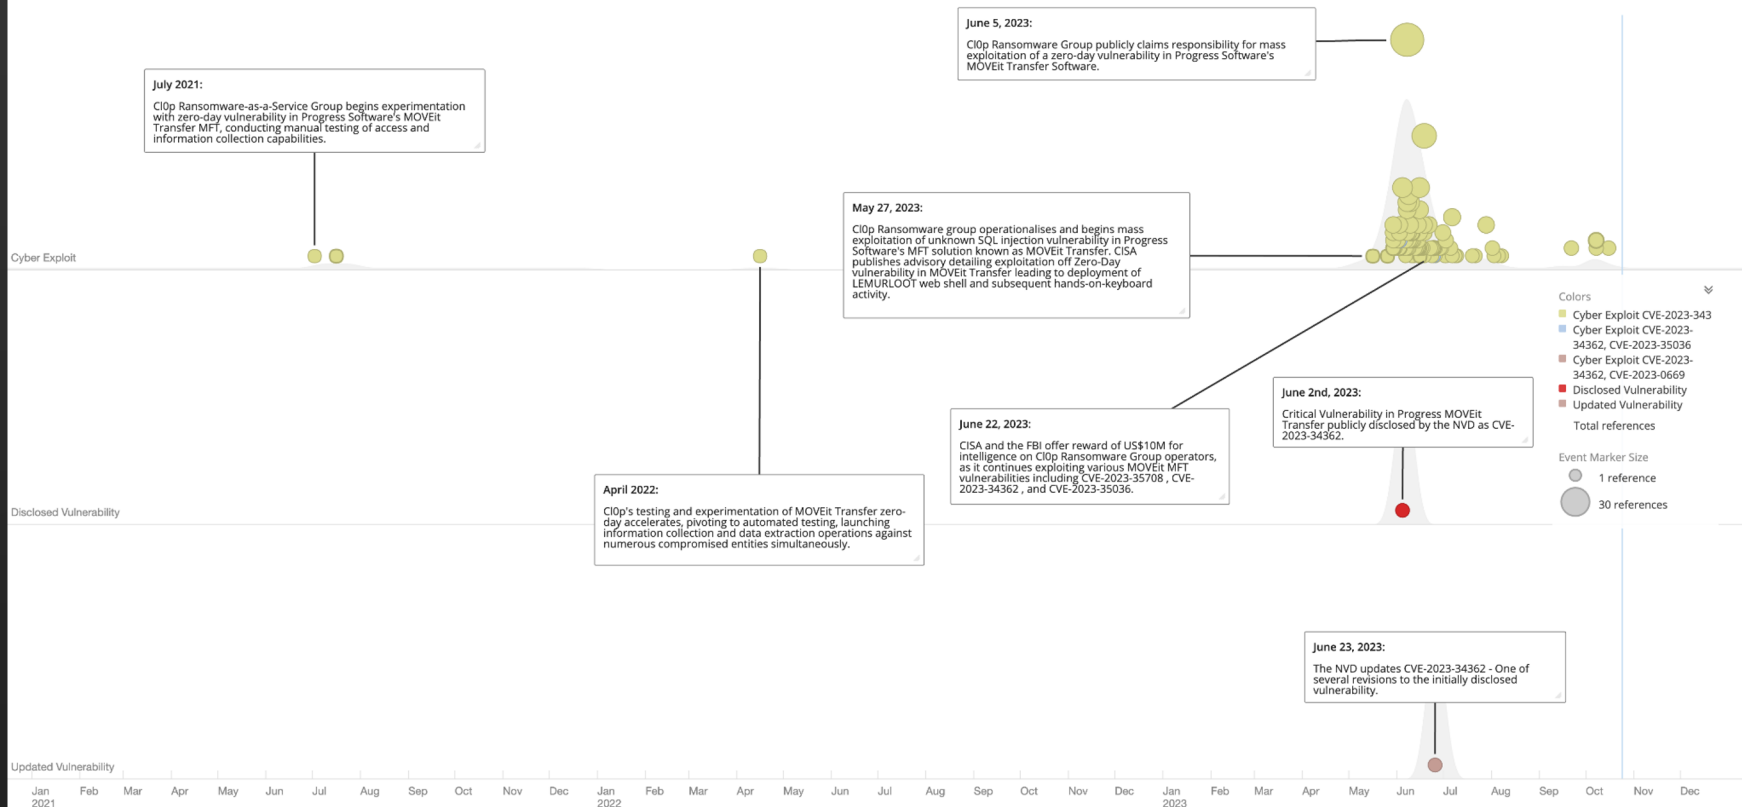 June 5, 2023:
Cl0p Ransomware Group publicly claims responsibility for mass
exploitation of a zero-day vulnerability in Progress Software's
MOVEit Transfer Software.
July 2021:
Cl0p Ransomware-as-a-Service Group begins experimentation
with zero-day vulnerability in Progress Software's MOVEit
Transfer MFT, conducting manual testing of access and
information collection capabilities.
May 27, 2023:
Cl0p Ransomware group operationalises and begins mass
exploitation of unknown SQL injection vulnerability in Progress
Software's MFT solution known as MOVEit Transfer. CISA
publishes advisory detailing exploitation off Zero-Day
vulnerability in MOVEit Transfer leading to deployment of
LEMURLOOT web shell and subsequent hands-on-keyboard
activity.
Cyber Exploit
Colors
Cyber Exploit CVE-2023-343
Cyber Exploit CVE-2023-
34362, CVE-2023-35036
Cyber Exploit CVE-2023-
34362, CVE-2023-0669
Disclosed Vulnerability
Updated Vulnerability
Total references
Event Marker Size
1 reference
30 references
June 2nd, 2023:
Critical Vulnerability in Progress MOVEit
Transfer publicly disclosed by the NVD as CVE-
2023-34362.
June 22, 2023:
CISA and the FBI offer reward of US$10M for
intelligence on Cl0p Ransomware Group operators,
as it continues exploiting various MOVEit MFT
vulnerabilities including CVE-2023-35708 , CVE-
2023-34362 , and CVE-2023-35036.
April 2022:
Cl0p's testing and experimentation of MOVEit Transfer zero-
day accelerates, pivoting to automated testing, launching
information collection and data extraction operations against
numerous compromised entities simultaneously.
Disclosed Vulnerability
June 23, 2023:
The NVD updates CVE-2023-34362 - One of
several revisions to the initially disclosed
vulnerability.
Updated Vulnerability
Jan Feb Mar Apr May Jun Jul Aug Sep Oct Nov Dec Jan Feb Mar Apr May Jun Jul Aug Sep Oct Nov Dec Jan Feb Mar Apr May Jun Jul Aug Sep Oct Nov Dec
2021 2022 2023